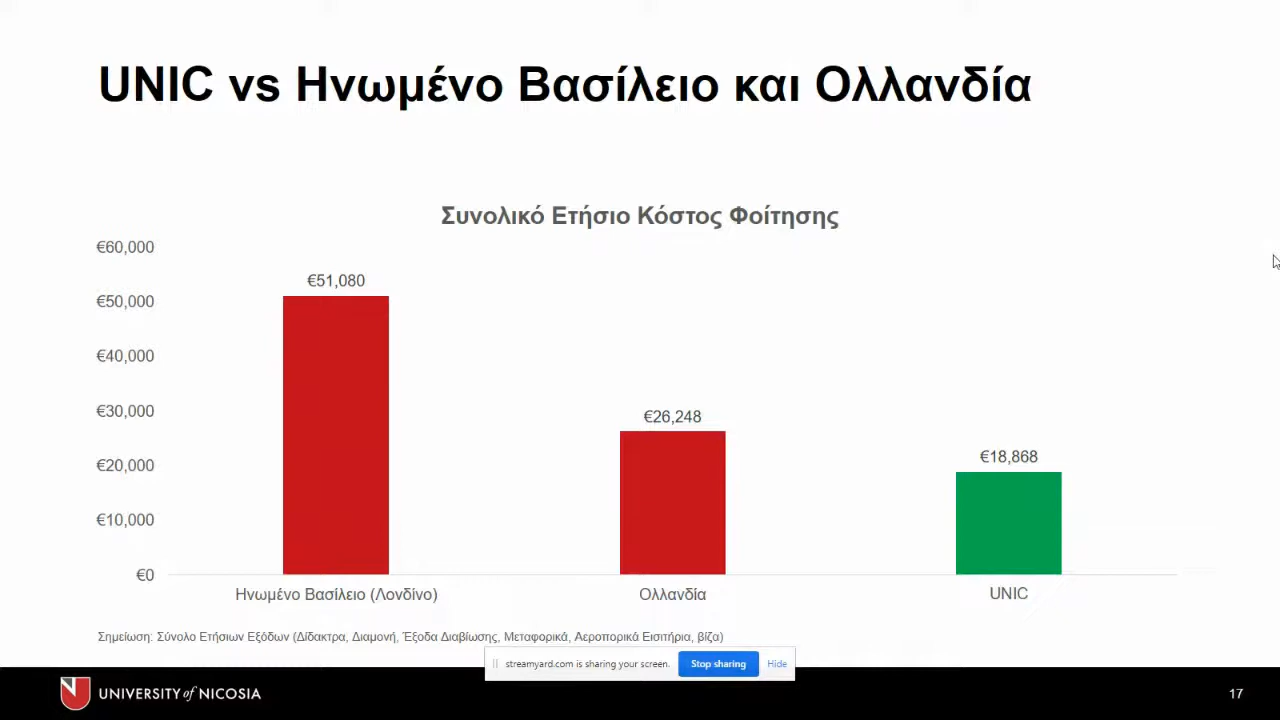 UNIC vs Ηνωμένο Βασίλειο και Ολλανδία
Συνολικό Ετήσιο Κόστος Φοίτησης
€60,000
€50,000
€40,000
€30,000
€20,000
€10,000
€0
€51,080
€26,248
€18,868
Ηνωμένο Βασίλειο (Λονδίνο)
Ολλανδία
UNIC
Σημείωση: Σύνολο Ετήσιων Εξόδων (Δίδακτρα, Διαμονή, Έξοδα Διαβίωσης, Μεταφορικά, Αεροπορικά Εισιτήρια, βίζα)
streamyard.com is sharing your screen.
Stop sharing
Hide
UNIVERSITY of NICOSIA
17